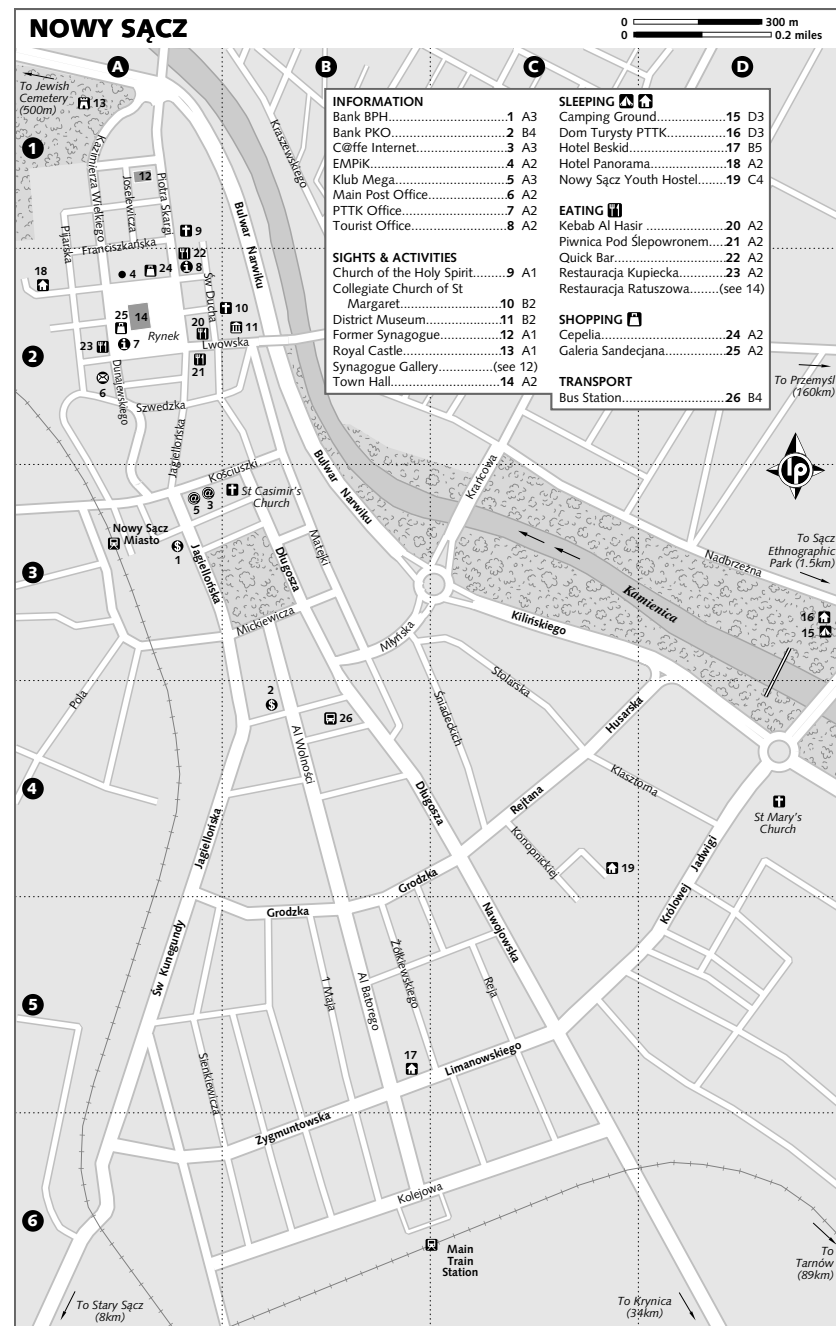 NOWY SĄCZ
0 300 m
0 0.2 miles
A
B
C
D
1
2
3
4
5
6
INFORMATION
Bank BPH 1 A3
Bank PKO 2 B4
C@ffe Internet 3 A3
EMPiK 4 A2
Klub Mega 5 A3
Main Post Office 6 A2
PTTK Office 7 A2
Tourist Office 8 A2
SIGHTS & ACTIVITIES
Church of the Holy Spirit 9 A1
Collegiate Church of St
Margaret 10 B2
District Museum 11 B2
Former Synagogue 12 A1
Royal Castle 13 A1
Synagogue Gallery (see 12)
Town Hall 14 A2
SLEEPING
Camping Ground 15 D3
Dom Turysty PTTK 16 D3
Hotel Beskid 17 B5
Hotel Panorama 18 A2
Nowy Sącz Youth Hostel 19 C4
EATING
Kebab Al Hasir 20 A2
Piwnica Pod Ślepowronem 21 A2
Quick Bar 22 A2
Restauracja Kupiecka 23 A2
Restauracja Ratuszowa (see 14)
SHOPPING
Cepelia 24 A2
Galeria Sandecjana 25 A2
TRANSPORT
Bus Station 26 B4
To Jewish
Cemetery
(500m)
13
Kazimierza Wielkiego
12
Joselewicza
Piotra Skargi
Kraszewskiego
Bulwar Narwiku
Pijarska
Franciszkańska
9
22
8
4
24
18
Św Ducha
25
14
10
Rynek
20
11
Lwowska
23
7
21
6
Dunajewskiego
Szwedzka
Jagiellońska
To Przemyśl
(160km)
lp
Kościuszki
5
3
St Casimir's
Church
Bulwar Narwiku
Krańcowa
Nowy Sącz
Miasto
1
Jagiellońska
Długosza
Matejki
Mickiewicza
Młyńska
Kilińskiego
Kamienica
Nadbrzeżna
To Sącz
Ethnographic
Park (1.5km)
16
15
Pola
2
26
Al Wolności
Śniadeckich
Stolarska
Husarska
Klasztorna
Długosza
Rejtana
Konopnickiej
19
St Mary's
Church
Jagiellońska
Grodzka
Grodzka
Królowej Jadwigi
Nawojowska
Św Kunegundy
1 Maja
Al Batorego
Żółkiewskiego
Reja
Sienkiewicza
17
Limanowskiego
Zygmuntowska
Kolejowa
Main
Train
Station
To Stary Sącz
(8km)
To Krynica
(34km)
To
Tarnów
(89km)